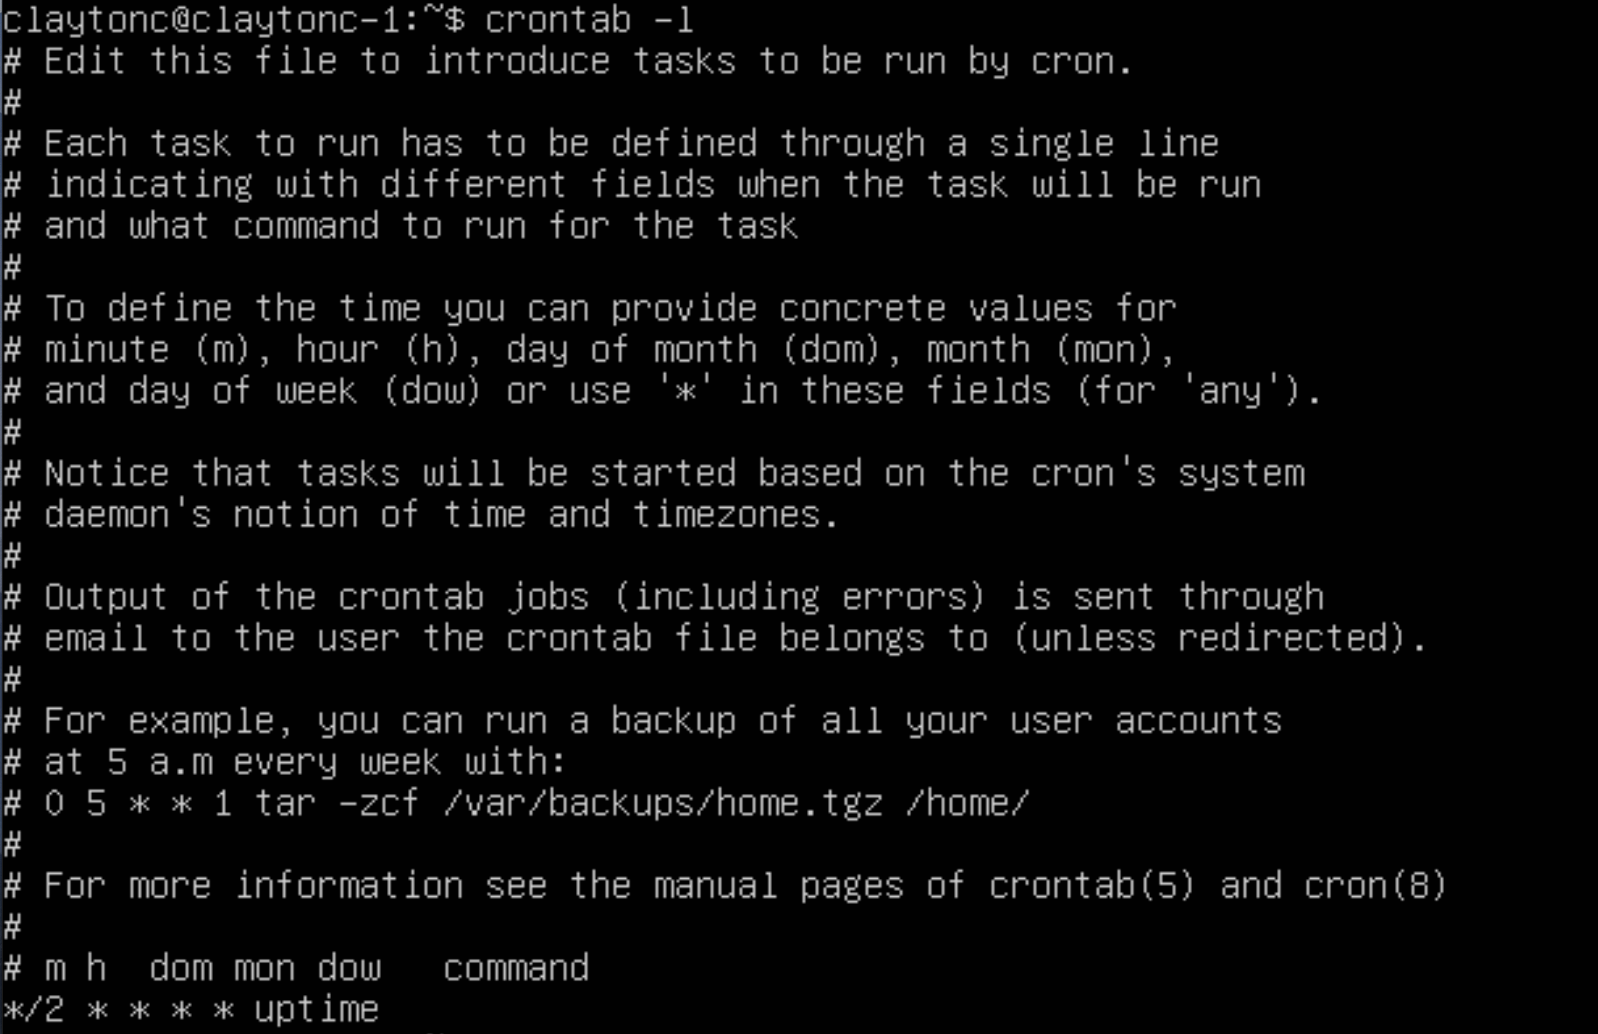 claytonc@claytonc-1:~$ crontab -l
# Edit this file to introduce tasks to be run by cron.
#
# Each task to run has to be defined through a single line
# indicating with different fields when the task will be run
# and what command to run for the task
#
# To define the time you can provide concrete values for
# minute (m), hour (h), day of month (dom), month (mon),
# and day of week (dow) or use '*' in these fields (for 'any').
#
# Notice that tasks will be started based on the cron's system
# daemon's notion of time and timezones.
#
# Output of the crontab jobs (including errors) is sent through
# email to the user the crontab file belongs to (unless redirected).
#
# For example, you can run a backup of all your user accounts
# at 5 a.m every week with:
# 0 5 * * 1 tar -zcf /var/backups/home.tgz /home/
#
# For more information see the manual pages of crontab(5) and cron(8)
#
# m h  dom mon dow   command
*/2 * * * * uptime